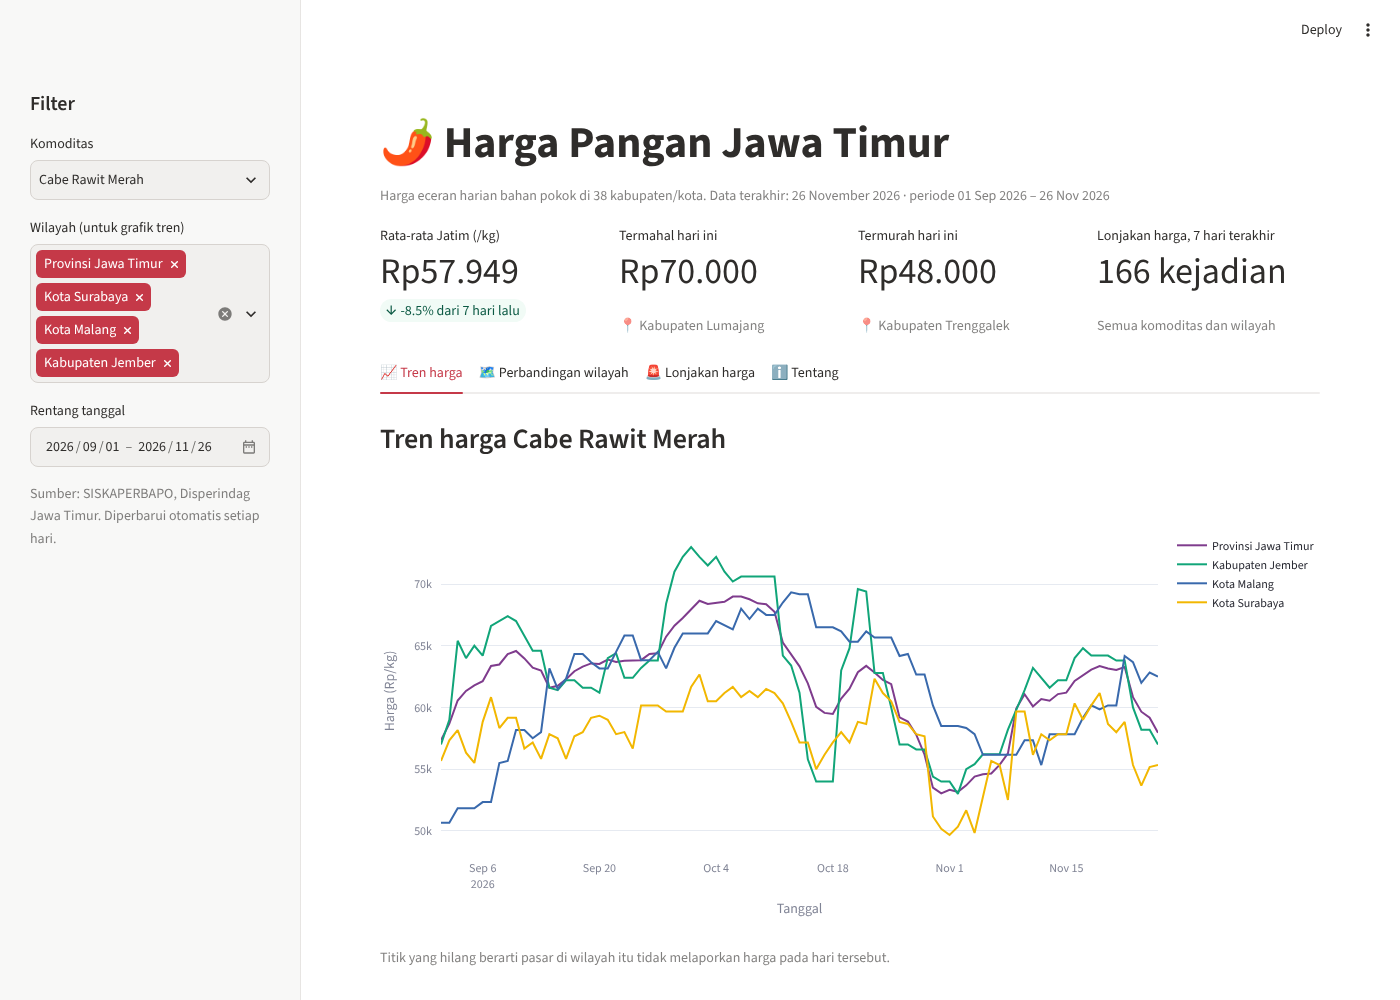 Deploy
Filter
Komoditas
Cabe Rawit Merah
Wilayah (untuk grafik tren)
Provinsi Jawa Timur ×
Kota Surabaya ×
Kota Malang ×
Kabupaten Jember ×
Rentang tanggal
2026/09/01 – 2026/11/26
Sumber: SISKAPERBAPO, Disperindag
Jawa Timur. Diperbarui otomatis setiap
hari.
🌶️ Harga Pangan Jawa Timur
Harga eceran harian bahan pokok di 38 kabupaten/kota. Data terakhir: 26 November 2026 · periode 01 Sep 2026 – 26 Nov 2026
Rata-rata Jatim (/kg)
Rp57.949
↓ -8.5% dari 7 hari lalu
Termahal hari ini
Rp70.000
📍 Kabupaten Lumajang
Termurah hari ini
Rp48.000
📍 Kabupaten Trenggalek
Lonjakan harga, 7 hari terakhir
166 kejadian
Semua komoditas dan wilayah
📈 Tren harga 🗺️ Perbandingan wilayah 🚨 Lonjakan harga ℹ️ Tentang
Tren harga Cabe Rawit Merah
Harga (Rp/kg)
70k
65k
60k
55k
50k
Sep 6 Sep 20 Oct 4 Oct 18 Nov 1 Nov 15
2026
Tanggal
Provinsi Jawa Timur
Kabupaten Jember
Kota Malang
Kota Surabaya
Titik yang hilang berarti pasar di wilayah itu tidak melaporkan harga pada hari tersebut.